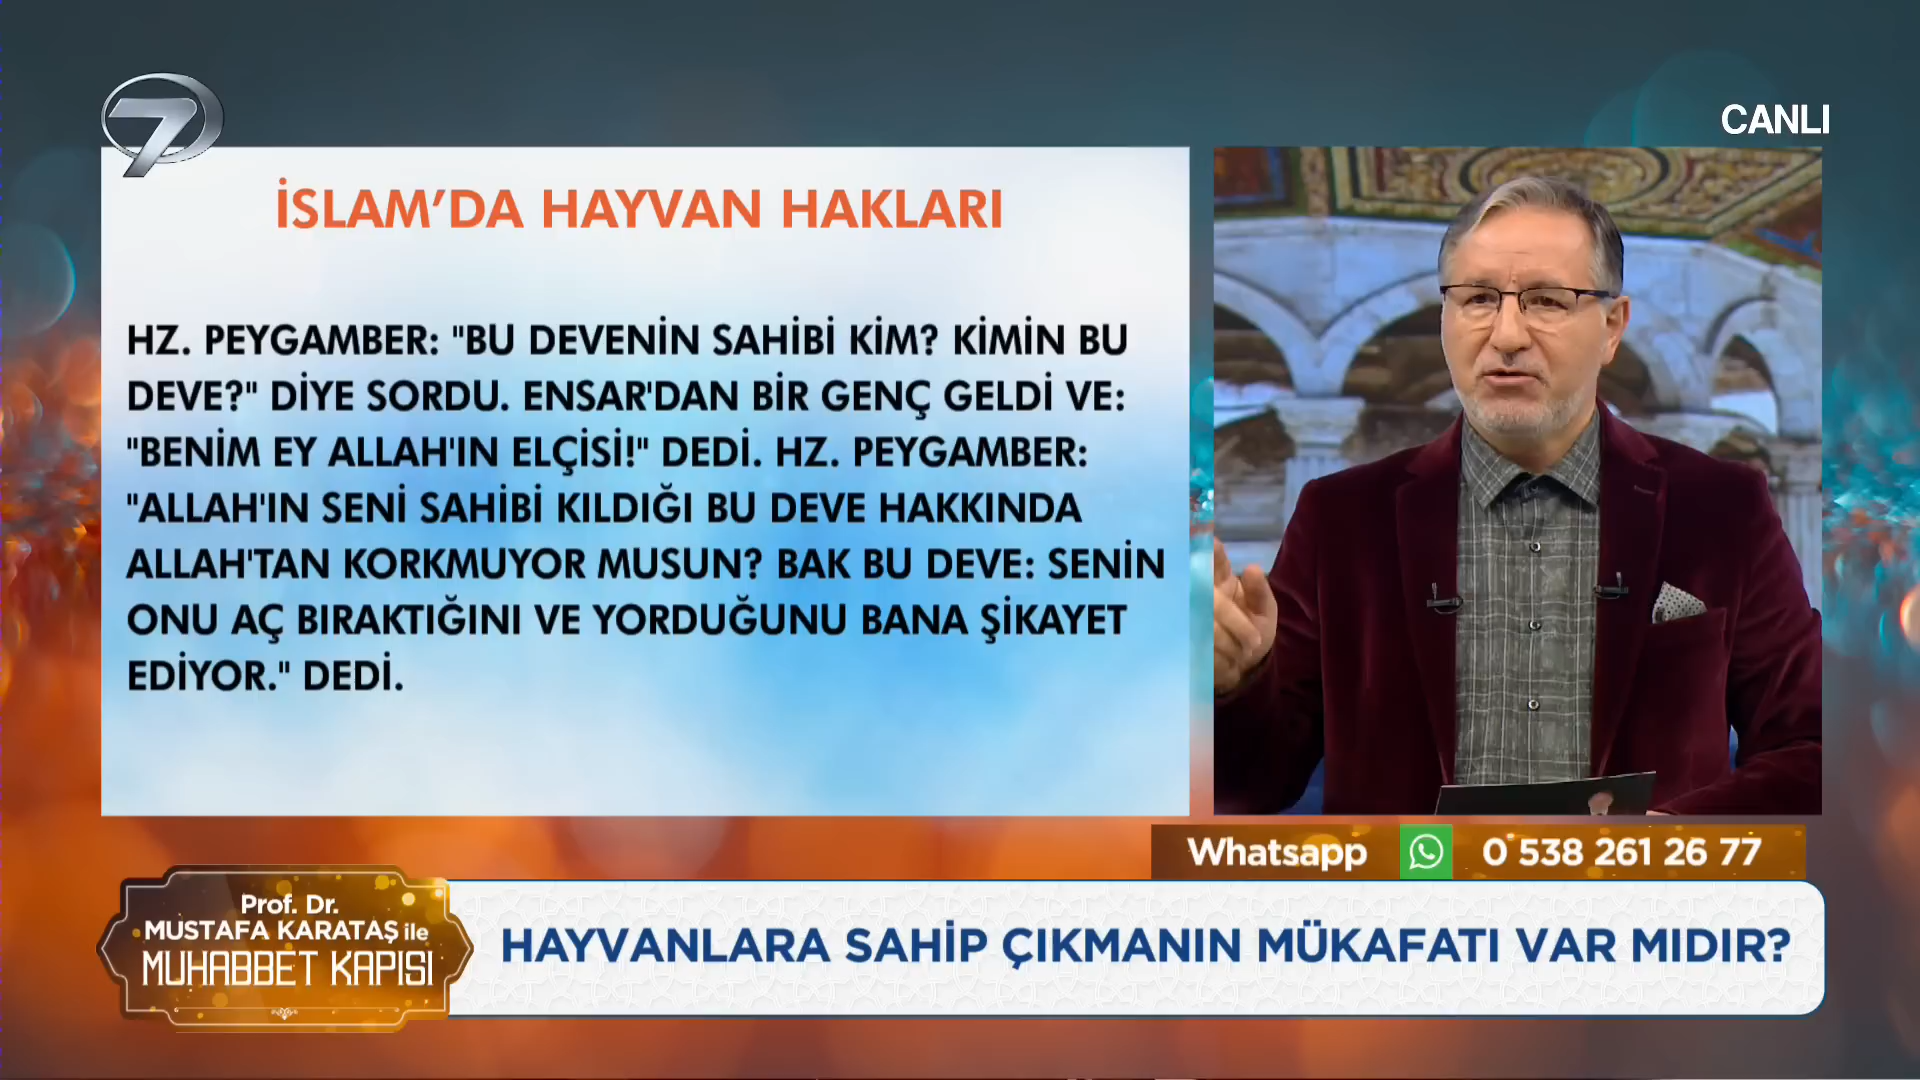 7
CANLI
İSLAM'DA HAYVAN HAKLARI
HZ. PEYGAMBER: "BU DEVENİN SAHİBİ KİM? KİMİN BU
DEVE?" DİYE SORDU. ENSAR'DAN BİR GENÇ GELDİ VE:
"BENİM EY ALLAH'IN ELÇİSİ!" DEDİ. HZ. PEYGAMBER:
"ALLAH'IN SENİ SAHİBİ KILDIĞI BU DEVE HAKKINDA
ALLAH'TAN KORKMUYOR MUSUN? BAK BU DEVE: SENİN
ONU AÇ BIRAKTIĞINI VE YORDUĞUNU BANA ŞİKAYET
EDİYOR." DEDİ.
Whatsapp 0 538 261 26 77
Prof. Dr.
MUSTAFA KARATAŞ ile
MUHABBET KAPISI
HAYVANLARA SAHİP ÇIKMANIN MÜKAFATI VAR MIDIR?